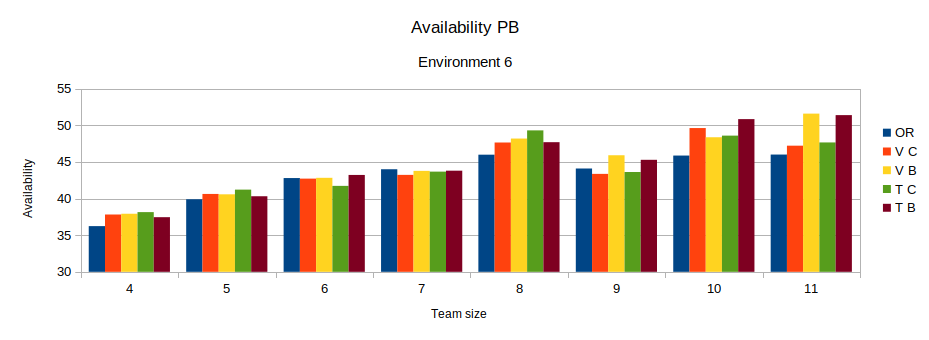 Availability PB
Environment 6
55
50
45
40
35
30
Availability
4 5 6 7 8 9 10 11
Team size
OR
V C
V B
T C
T B